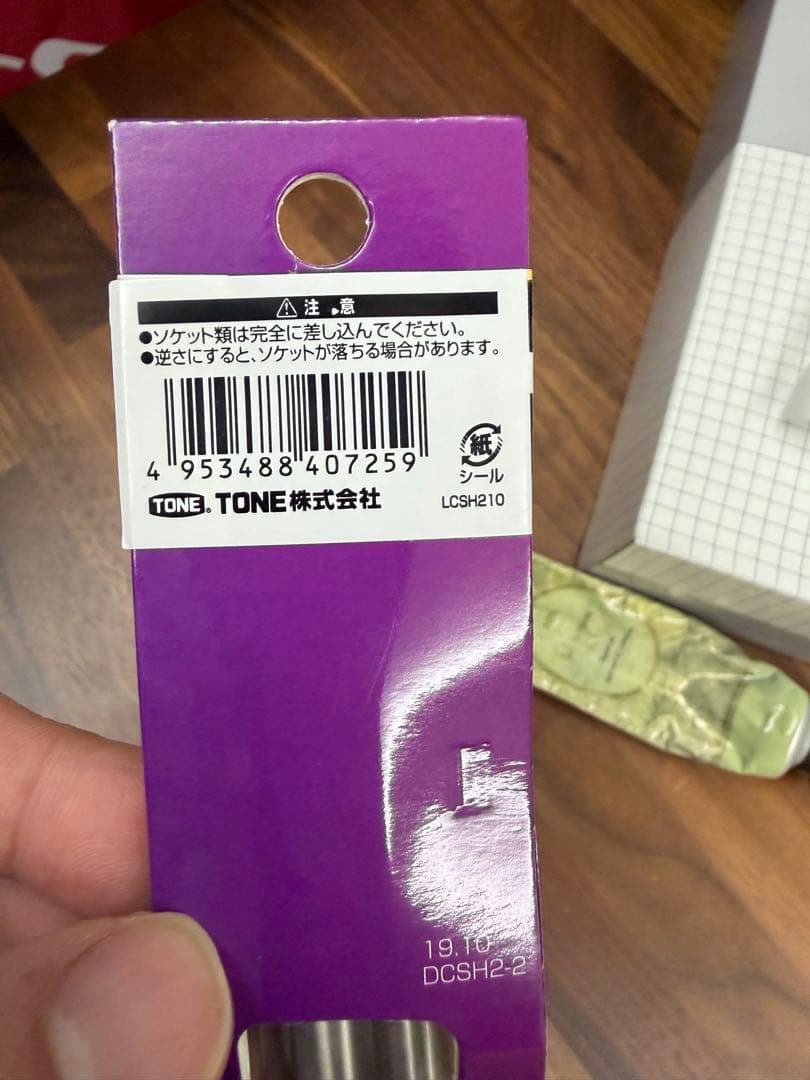 ⚠注 意
●ソケット類は完全に差し込んでください。
●逆さにすると、ソケットが落ちる場合があります。
4 953488 407259
紙
シール
TONE® TONE株式会社
LCSH210
19.10
DCSH2-2